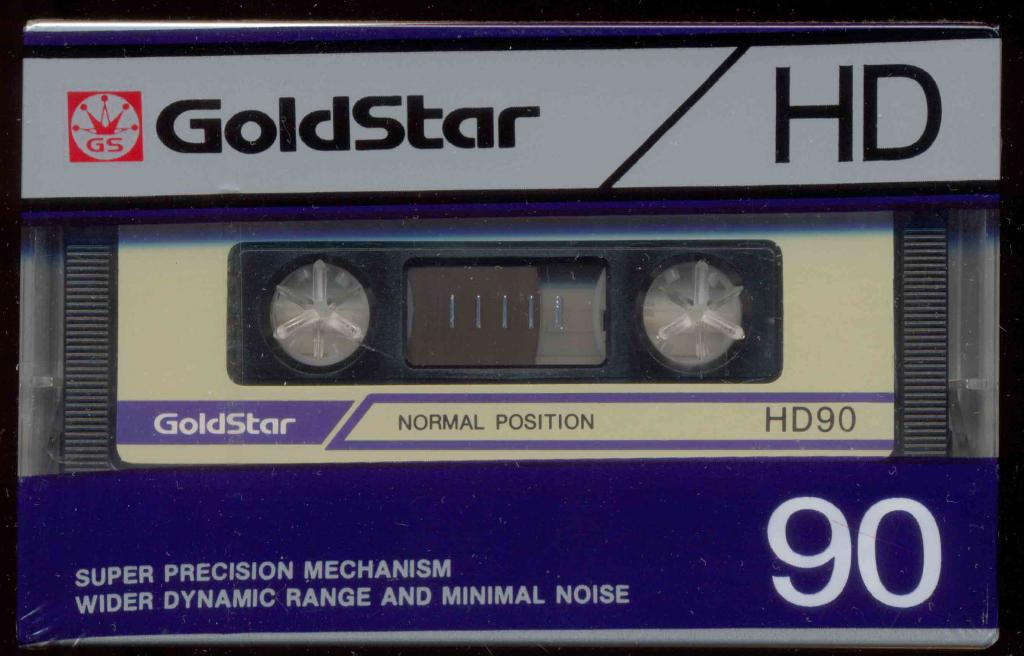 GS GoldStar HD
GoldStar NORMAL POSITION HD90
90
SUPER PRECISION MECHANISM
WIDER DYNAMIC RANGE AND MINIMAL NOISE